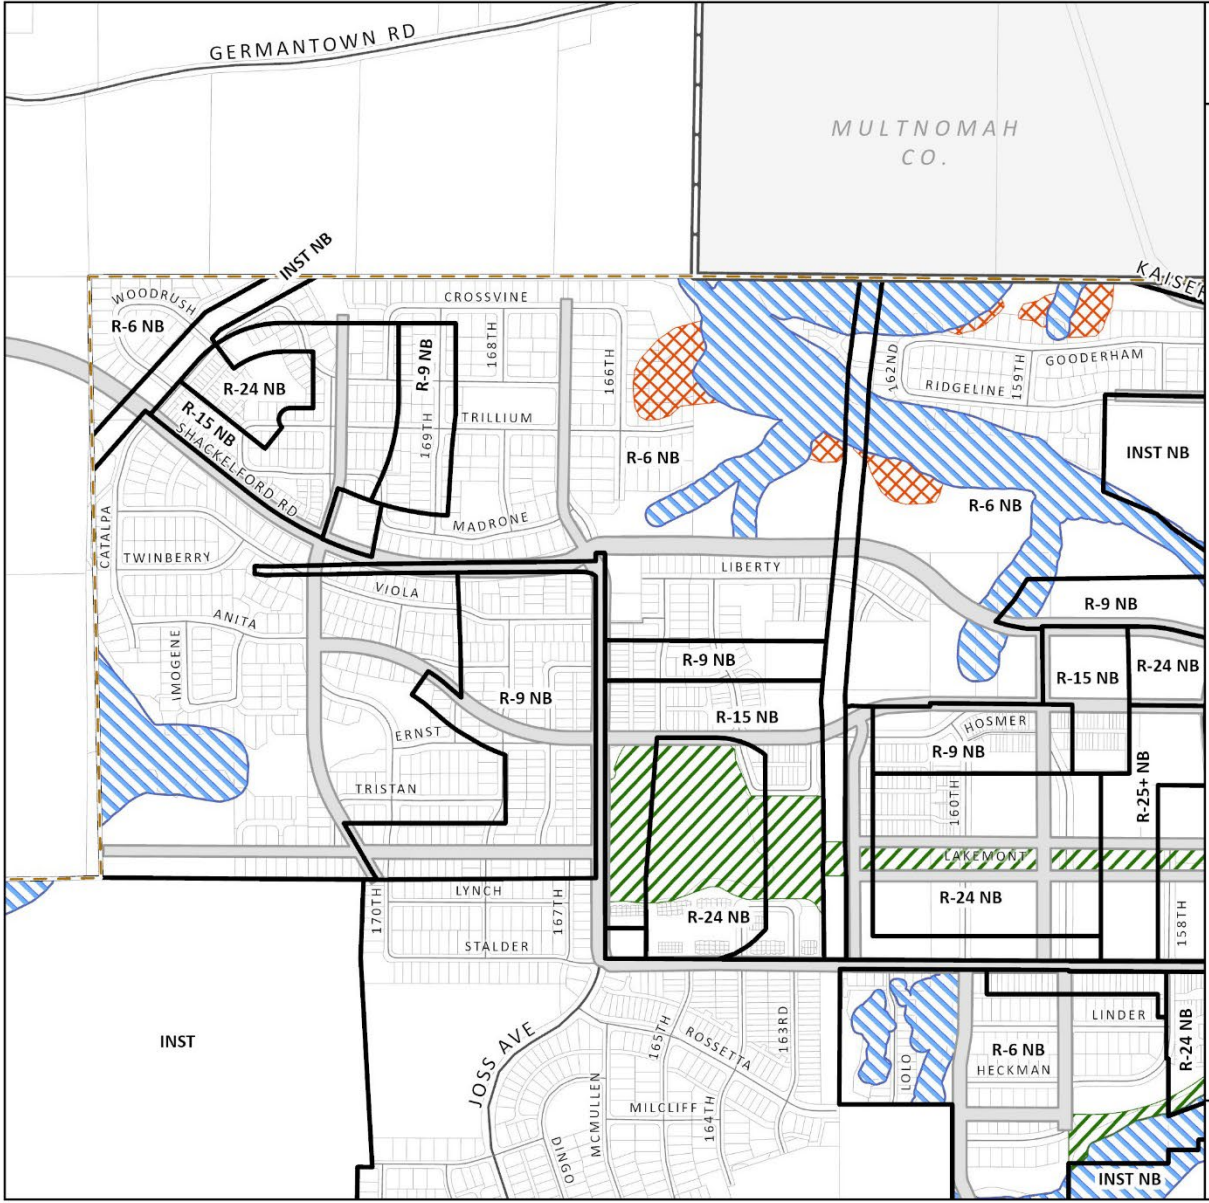 GERMANTOWN RD
MULTNOMAH
CO.
INST NB
KAISER
WOODRUSH
CROSSVINE
R-6 NB
168TH
R-9 NB
166TH
162ND
159TH
GOODERHAM
RIDGELINE
R-24 NB
R-15 NB
TRILLIUM
169TH
SHACKELFORD RD
R-6 NB
INST NB
R-6 NB
CATALPA
MADRONE
TWINBERRY
LIBERTY
VIOLA
R-9 NB
ANITA
IMOGENE
R-9 NB
R-24 NB
R-15 NB
R-9 NB
R-15 NB
ERNST
HOSMER
R-9 NB
R-25+ NB
TRISTAN
160TH
LAKEMONT
LYNCH
170TH
167TH
R-24 NB
R-24 NB
158TH
STALDER
INST
JOSS AVE
165TH
ROSSETTA
163RD
LINDER
R-24 NB
R-6 NB
HECKMAN
LOLO
MCMULLEN
MILCLIFF
164TH
DINGO
INST NB